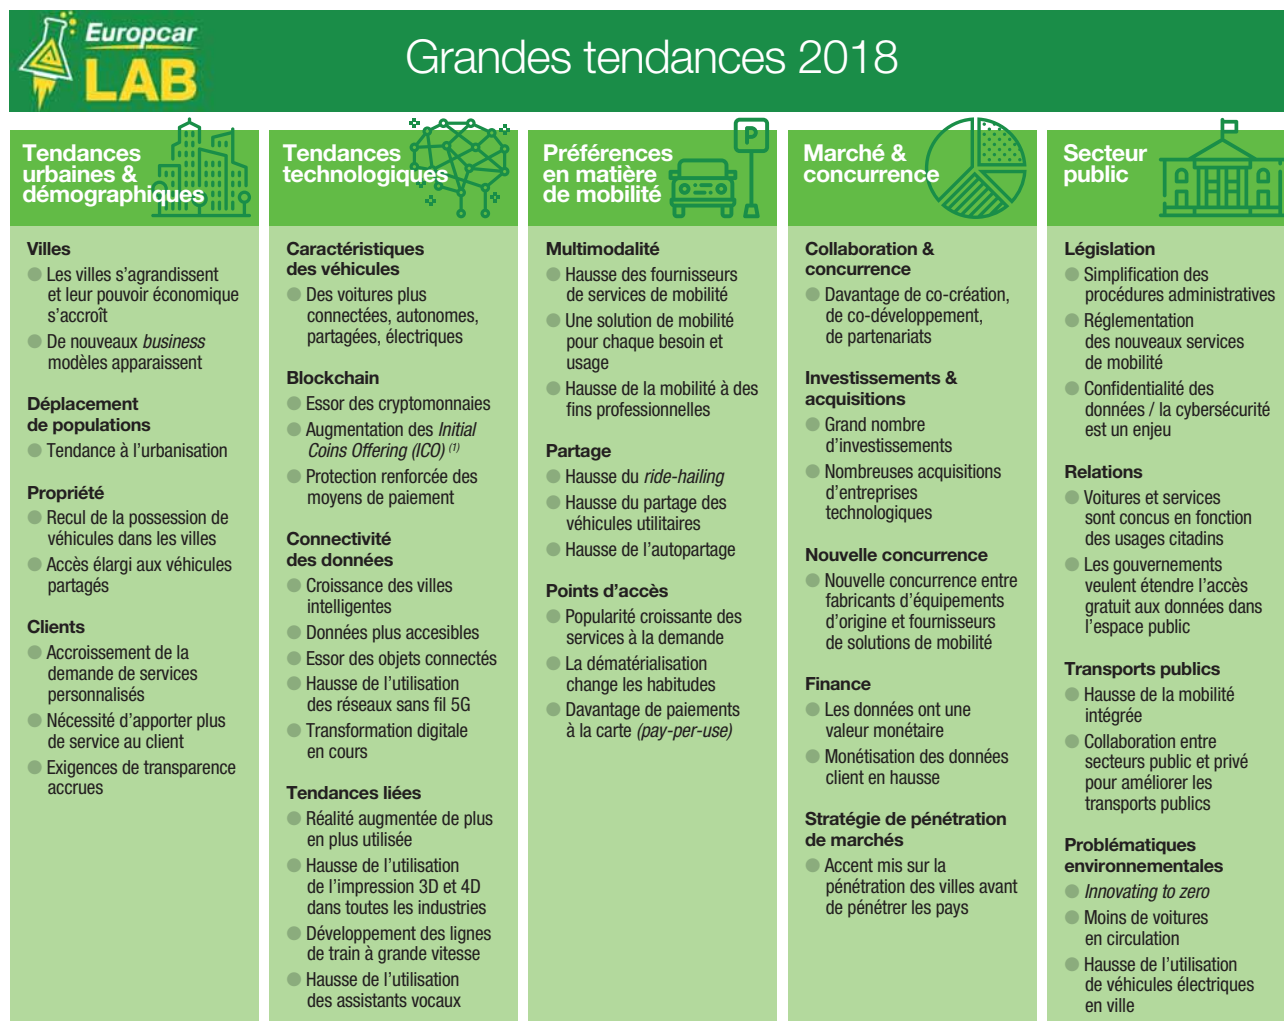 Europcar
LAB
Grandes tendances 2018
Tendances
urbaines &
démographiques
Villes
Les villes s'agrandissent
et leur pouvoir économique
s'accroît
De nouveaux business
modèles apparaissent
Déplacement
de populations
Tendance à l'urbanisation
Propriété
Recul de la possession de
véhicules dans les villes
Accès élargi aux véhicules
partagés
Clients
Accroissement de la
demande de services
personnalisés
Nécessité d'apporter plus
de service au client
Exigences de transparence
accrues
Tendances
technologiques
Caractéristiques
des véhicules
Des voitures plus
connectées, autonomes,
partagées, électriques
Blockchain
Essor des cryptomonnaies
Augmentation des Initial
Coins Offering (ICO) (1)
Protection renforcée des
moyens de paiement
Connectivité
des données
Croissance des villes
intelligentes
Données plus accesibles
Essor des objets connectés
Hausse de l'utilisation
des réseaux sans fil 5G
Transformation digitale
en cours
Tendances liées
Réalité augmentée de plus
en plus utilisée
Hausse de l'utilisation
de l'impression 3D et 4D
dans toutes les industries
Développement des lignes
de train à grande vitesse
Hausse de l'utilisation
des assistants vocaux
Préférences
en matière
de mobilité
P
Multimodalité
Hausse des fournisseurs
de services de mobilité
Une solution de mobilité
pour chaque besoin et
usage
Hausse de la mobilité à des
fins professionnelles
Partage
Hausse du ride-hailing
Hausse du partage des
véhicules utilitaires
Hausse de l'autopartage
Points d'accès
Popularité croissante des
services à la demande
La dématérialisation
change les habitudes
Davantage de paiements
à la carte (pay-per-use)
Marché &
concurrence
Collaboration &
concurrence
Davantage de co-création,
de co-développement,
de partenariats
Investissements &
acquisitions
Grand nombre
d'investissements
Nombreuses acquisitions
d'entreprises
technologiques
Nouvelle concurrence
Nouvelle concurrence entre
fabricants d'équipements
d'origine et fournisseurs
de solutions de mobilité
Finance
Les données ont une
valeur monétaire
Monétisation des données
client en hausse
Stratégie de pénétration
de marchés
Accent mis sur la
pénétration des villes avant
de pénétrer les pays
Secteur
public
Législation
Simplification des
procédures administratives
Réglementation
des nouveaux services
de mobilité
Confidentialité des
données / la cybersécurité
est un enjeu
Relations
Voitures et services
sont concus en fonction
des usages citadins
Les gouvernements
veulent étendre l'accès
gratuit aux données dans
l'espace public
Transports publics
Hausse de la mobilité
intégrée
Collaboration entre
secteurs public et privé
pour améliorer les
transports publics
Problématiques
environnementales
Innovating to zero
Moins de voitures
en circulation
Hausse de l'utilisation
de véhicules électriques
en ville